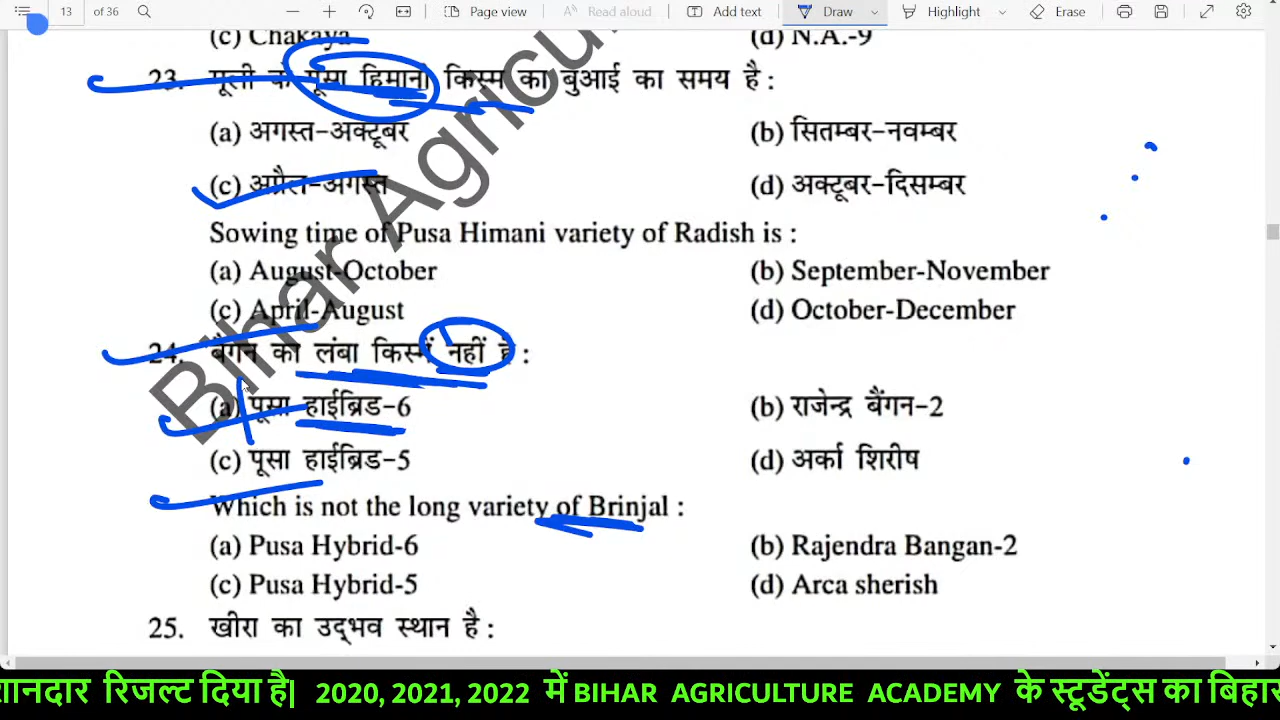 13 of 36 Page view Read aloud Add text Draw Highlight Erase
(c) Chakaya (d) N.A.-9
23. मूली के पूसा हिमानी किस्म का बुआई का समय है :
(a) अगस्त-अक्टूबर (b) सितम्बर-नवम्बर
(c) अप्रैल-अगस्त (d) अक्टूबर-दिसम्बर
Sowing time of Pusa Himani variety of Radish is :
(a) August-October (b) September-November
(c) April-August (d) October-December
24. बैगन की लंबी किस्में नहीं है :
(a) पूसा हाईब्रिड-6 (b) राजेन्द्र बैंगन-2
(c) पूसा हाईब्रिड-5 (d) अर्का शिरीष
Which is not the long variety of Brinjal :
(a) Pusa Hybrid-6 (b) Rajendra Bangan-2
(c) Pusa Hybrid-5 (d) Arca sherish
25. खीरा का उद्भव स्थान है :
Bihar Agricu
शानदार रिजल्ट दिया है| 2020, 2021, 2022 में BIHAR AGRICULTURE ACADEMY के स्टूडेंट्स का बिहार